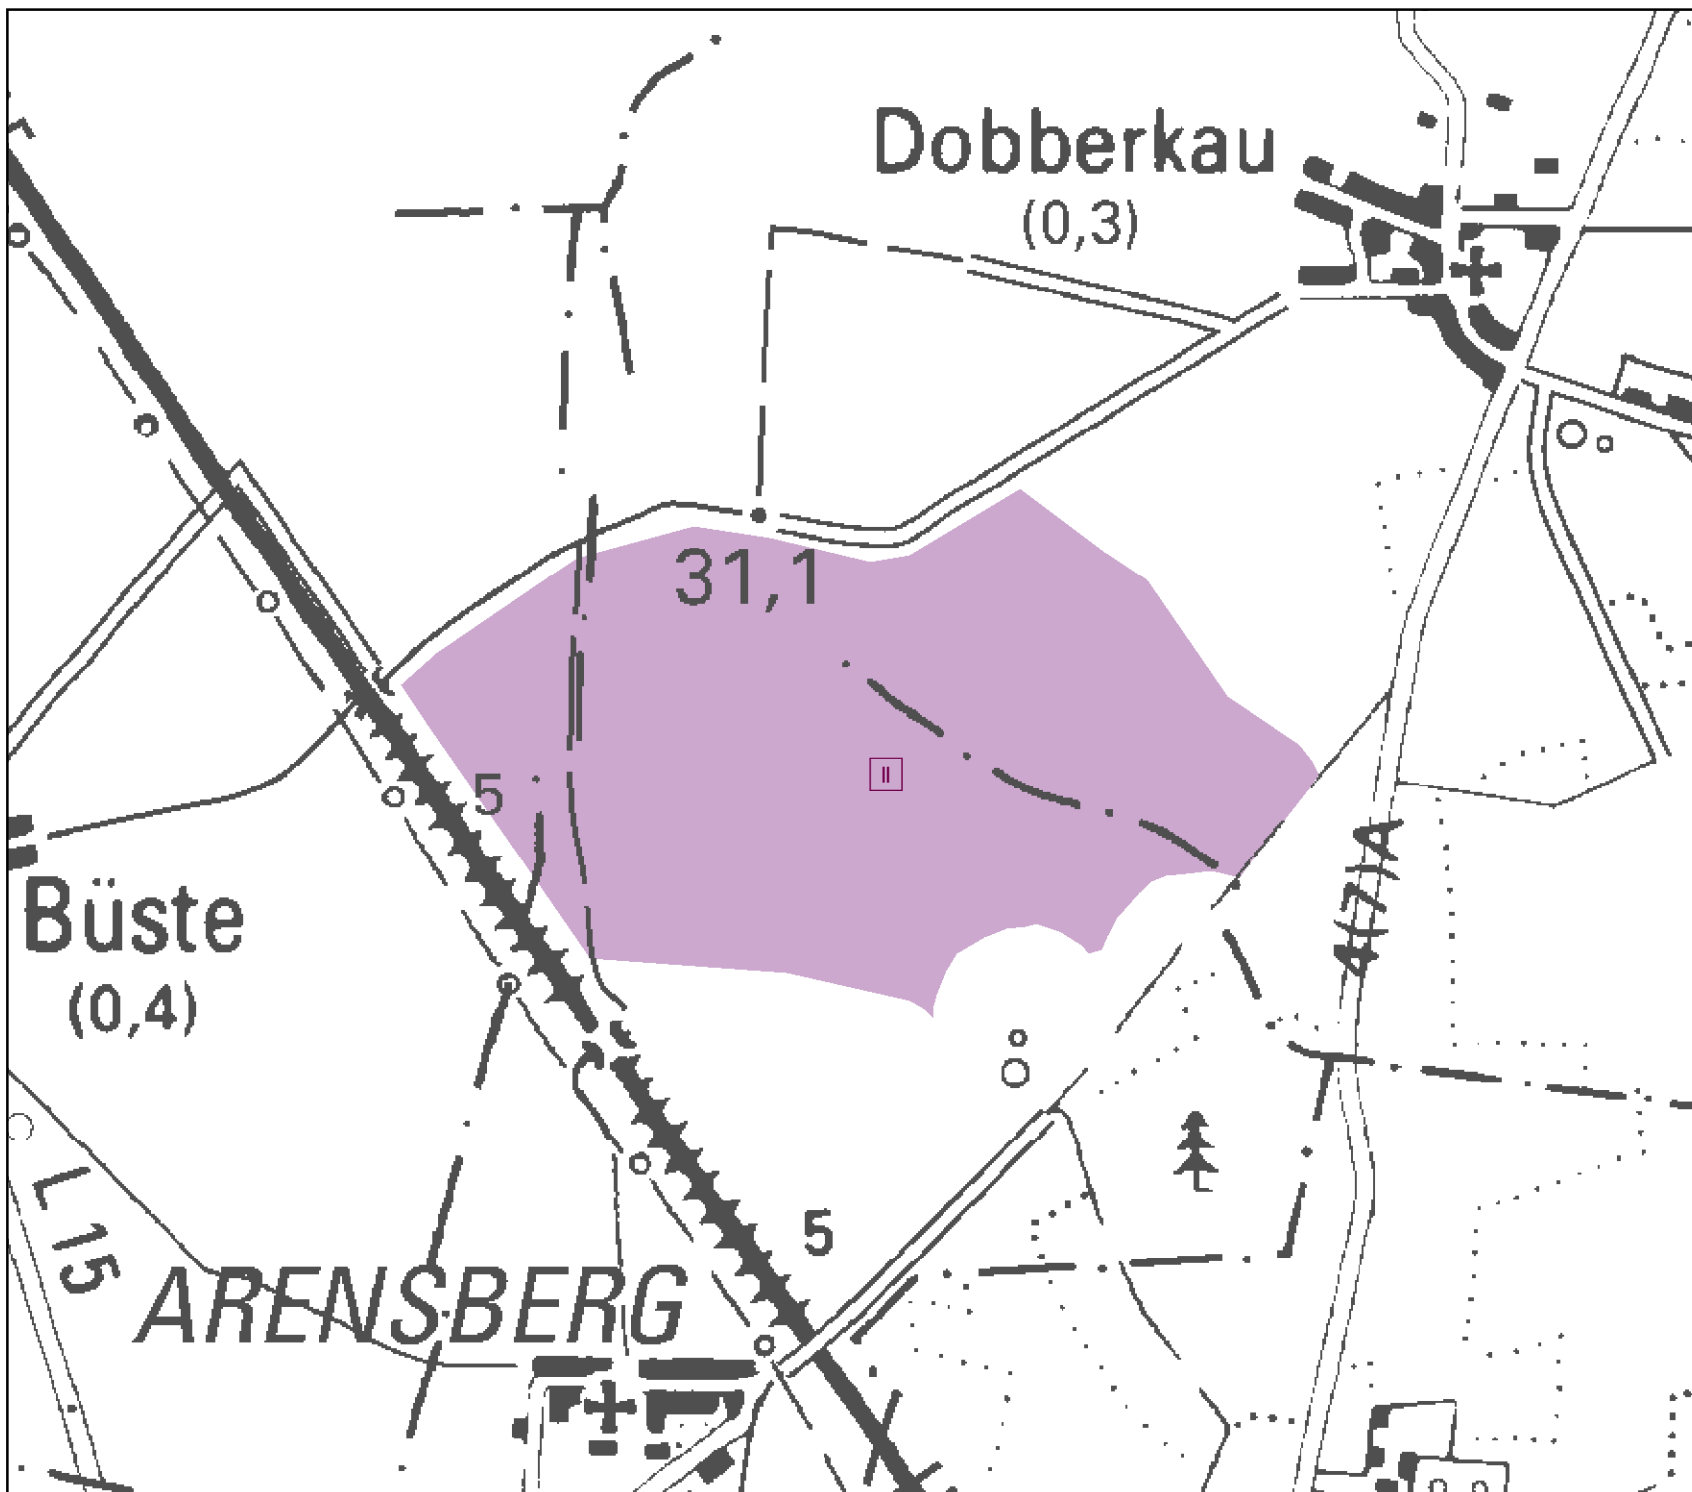 Dobberkau
(0,3)
31,1
II
5
4(7)A
Büste
(0,4)
L 15
5
ARENSBERG